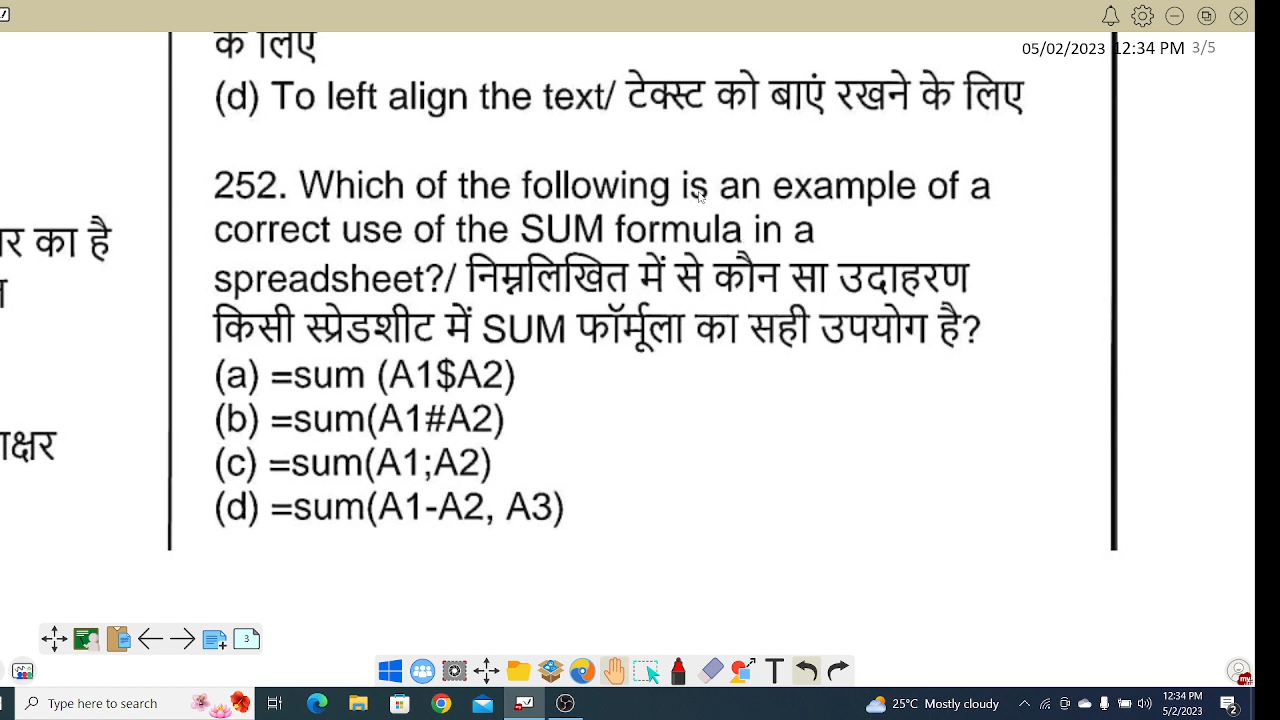 05/02/2023 12:34 PM 3/5
के लिए
(d) To left align the text/ टेक्स्ट को बाएं रखने के लिए
252. Which of the following is an example of a
correct use of the SUM formula in a
spreadsheet?/ निम्नलिखित में से कौन सा उदाहरण
किसी स्प्रेडशीट में SUM फॉर्मूला का सही उपयोग है?
(a) =sum (A1$A2)
(b) =sum(A1#A2)
(c) =sum(A1;A2)
(d) =sum(A1-A2, A3)
का है
3
Type here to search
25°C Mostly cloudy
12:34 PM
5/2/2023
2